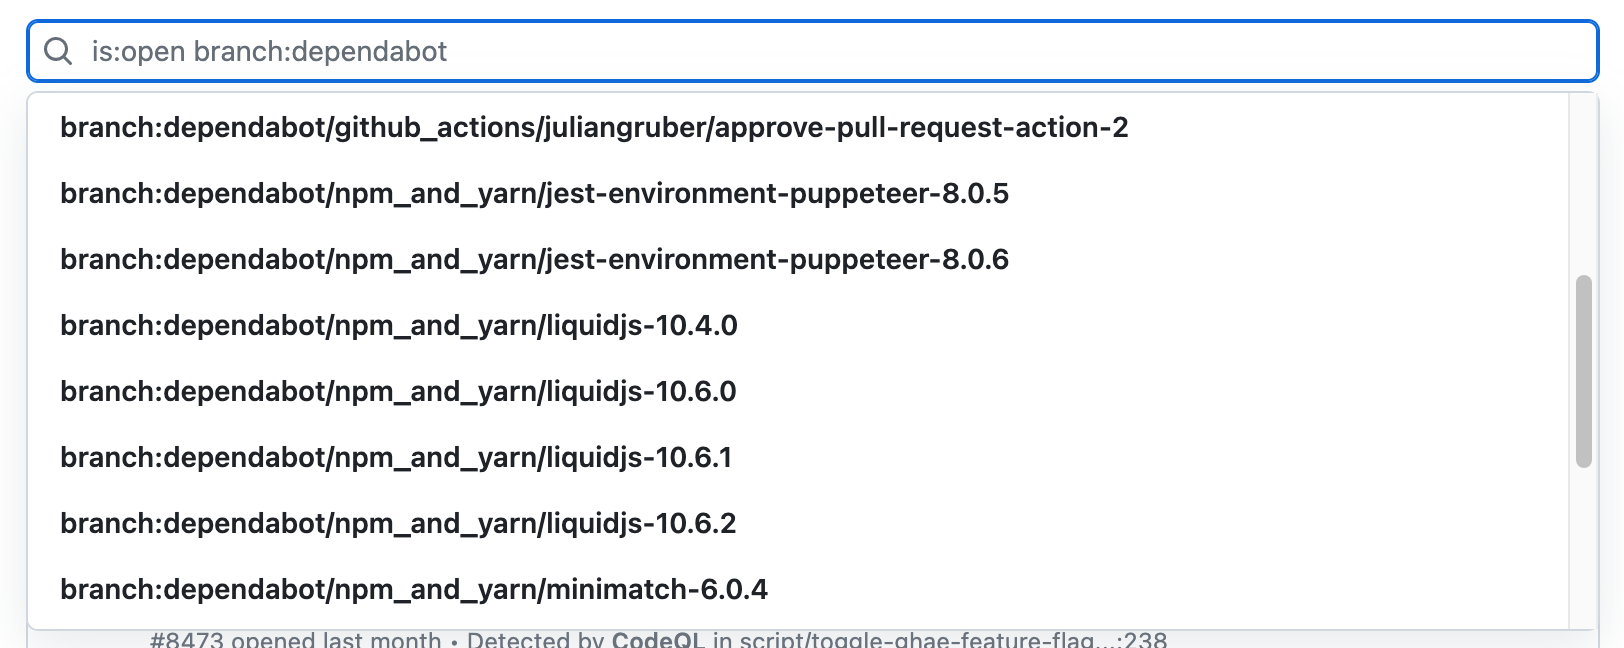 is:open branch:dependabot
branch:dependabot/github_actions/juliangruber/approve-pull-request-action-2
branch:dependabot/npm_and_yarn/jest-environment-puppeteer-8.0.5
branch:dependabot/npm_and_yarn/jest-environment-puppeteer-8.0.6
branch:dependabot/npm_and_yarn/liquidjs-10.4.0
branch:dependabot/npm_and_yarn/liquidjs-10.6.0
branch:dependabot/npm_and_yarn/liquidjs-10.6.1
branch:dependabot/npm_and_yarn/liquidjs-10.6.2
branch:dependabot/npm_and_yarn/minimatch-6.0.4
#8473 opened last month • Detected by CodeQL in script/toggle-ghae-feature-flag...:238